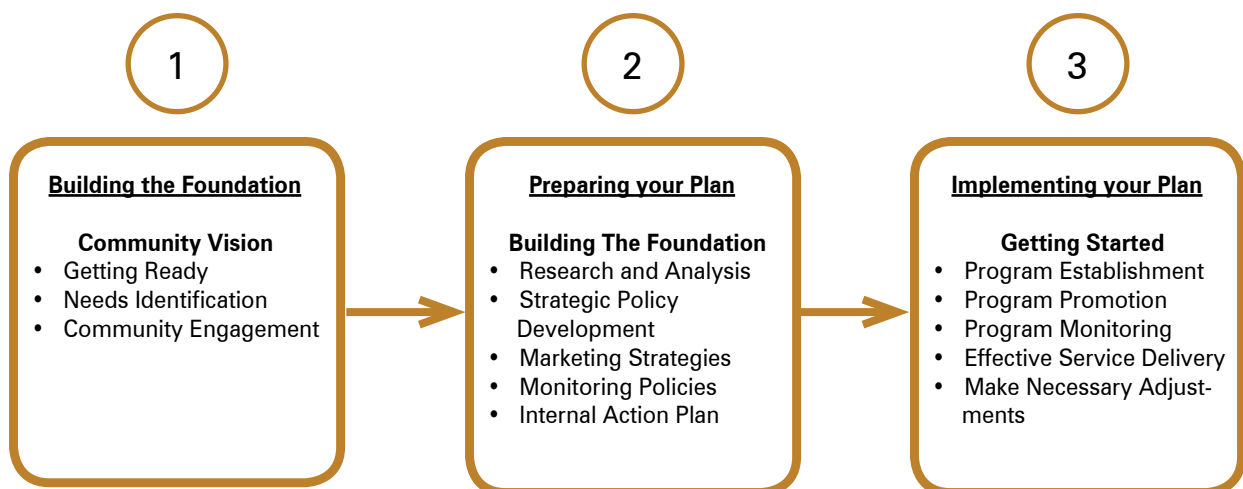 1
2
3
Building the Foundation
Community Vision
• Getting Ready
• Needs Identification
• Community Engagement
Preparing your Plan
Building The Foundation
• Research and Analysis
• Strategic Policy
Development
• Marketing Strategies
• Monitoring Policies
• Internal Action Plan
Implementing your Plan
Getting Started
• Program Establishment
• Program Promotion
• Program Monitoring
• Effective Service Delivery
• Make Necessary Adjust-
ments